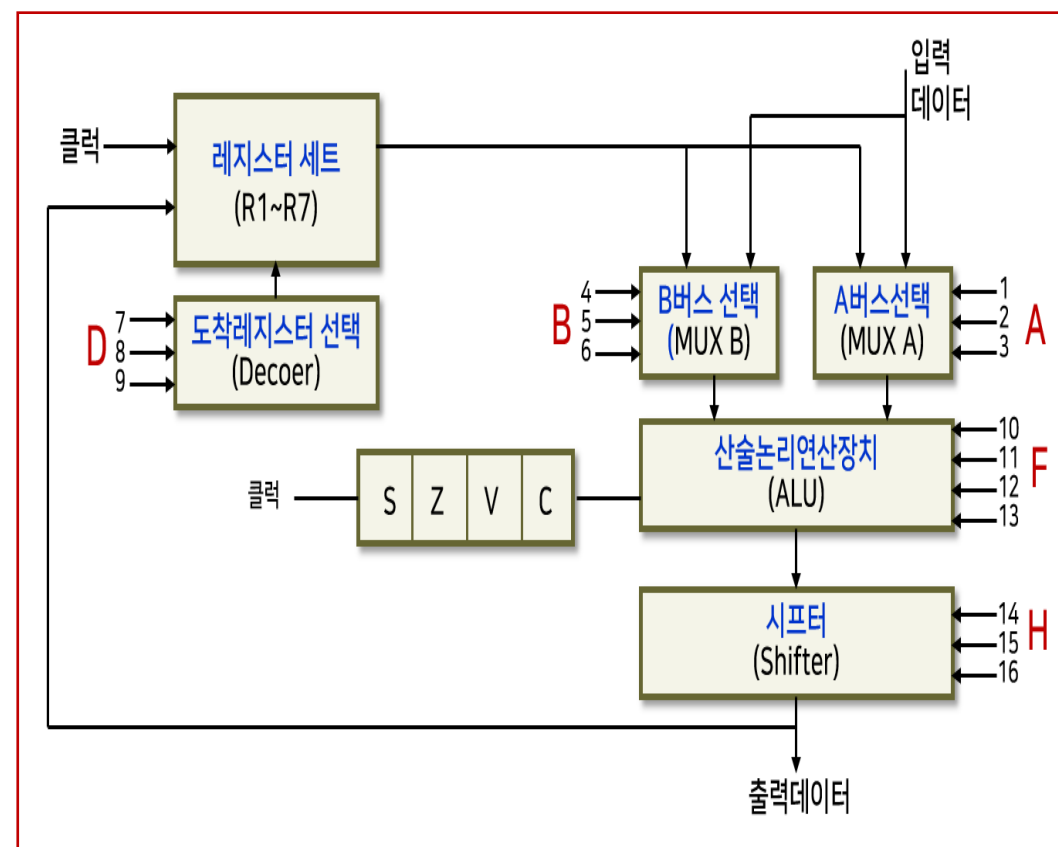 입력
데이터
클럭
레지스터 세트
(R1~R7)
D
7
8
9
도착레지스터 선택
(Decoer)
B
4
5
6
B버스 선택
(MUX B)
A버스선택
(MUX A)
1
2
3
A
클럭
S Z V C
산술논리연산장치
(ALU)
10
11
12
13
F
시프터
(Shifter)
14
15
16
H
출력데이터